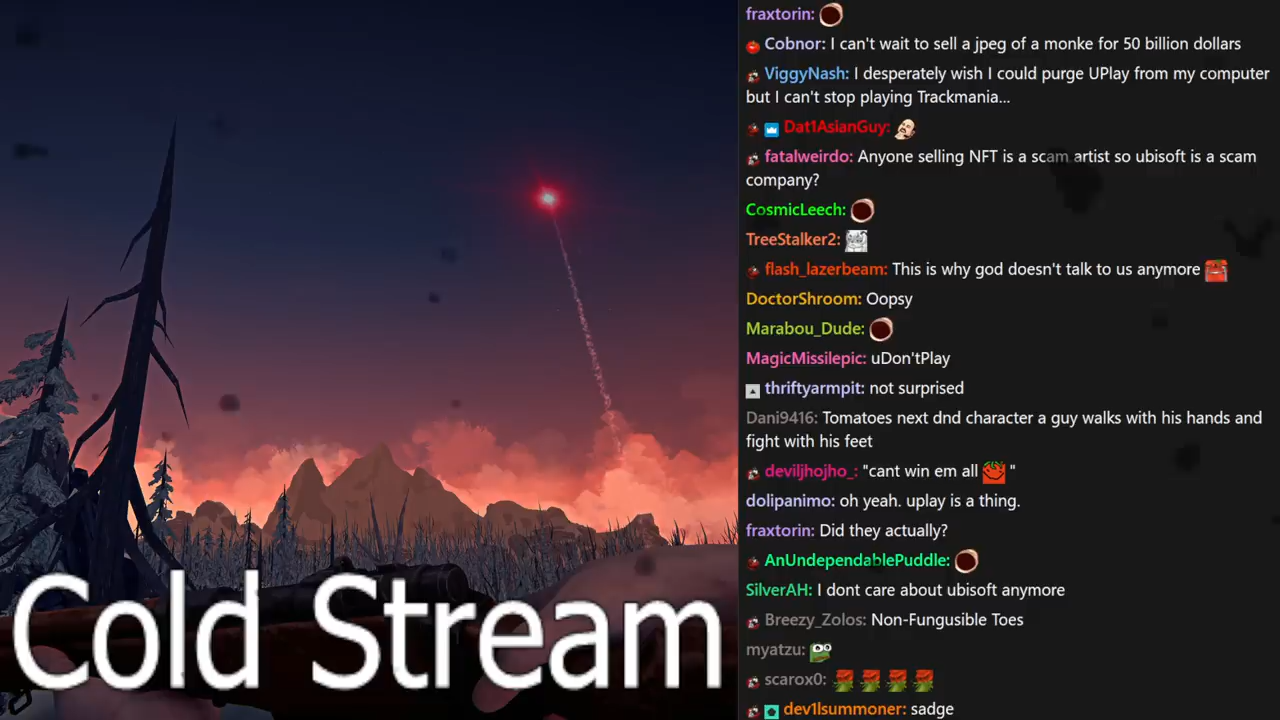 fraxtorin:
Cobnor: I can't wait to sell a jpeg of a monke for 50 billion dollars
ViggyNash: I desperately wish I could purge UPlay from my computer
but I can't stop playing Trackmania...
Dat1AsianGuy:
fatalweirdo: Anyone selling NFT is a scam artist so ubisoft is a scam
company?
CosmicLeech:
TreeStalker2:
flash_lazerbeam: This is why god doesn't talk to us anymore
DoctorShroom: Oopsy
Marabou_Dude:
MagicMissilepic: uDon'tPlay
thriftyarmpit: not surprised
Dani9416: Tomatoes next dnd character a guy walks with his hands and
fight with his feet
deviljhojho_: "cant win em all "
dolipanimo: oh yeah. uplay is a thing.
fraxtorin: Did they actually?
AnUndependablePuddle:
SilverAH: I dont care about ubisoft anymore
Breezy_Zolos: Non-Fungusible Toes
myatzu:
scarox0:
dev1lsummoner: sadge
Cold Stream